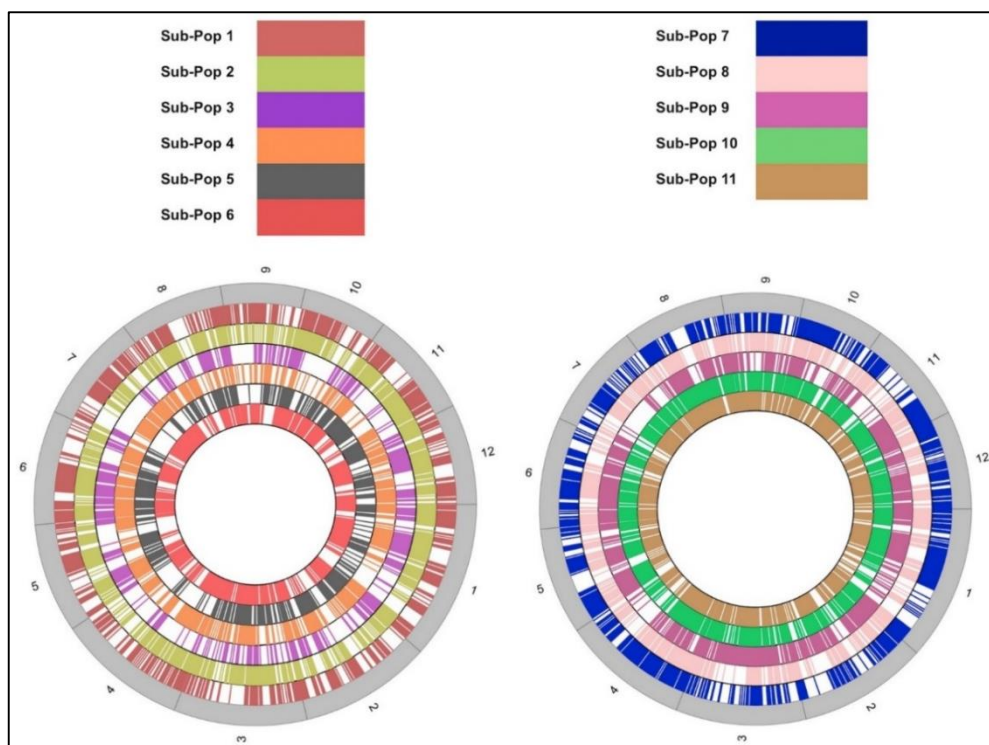 Sub-Pop 1
Sub-Pop 2
Sub-Pop 3
Sub-Pop 4
Sub-Pop 5
Sub-Pop 6
Sub-Pop 7
Sub-Pop 8
Sub-Pop 9
Sub-Pop 10
Sub-Pop 11
9
10
11
12
1
2
3
4
5
6
7
8
9
10
11
12
1
2
3
4
5
6
7
8